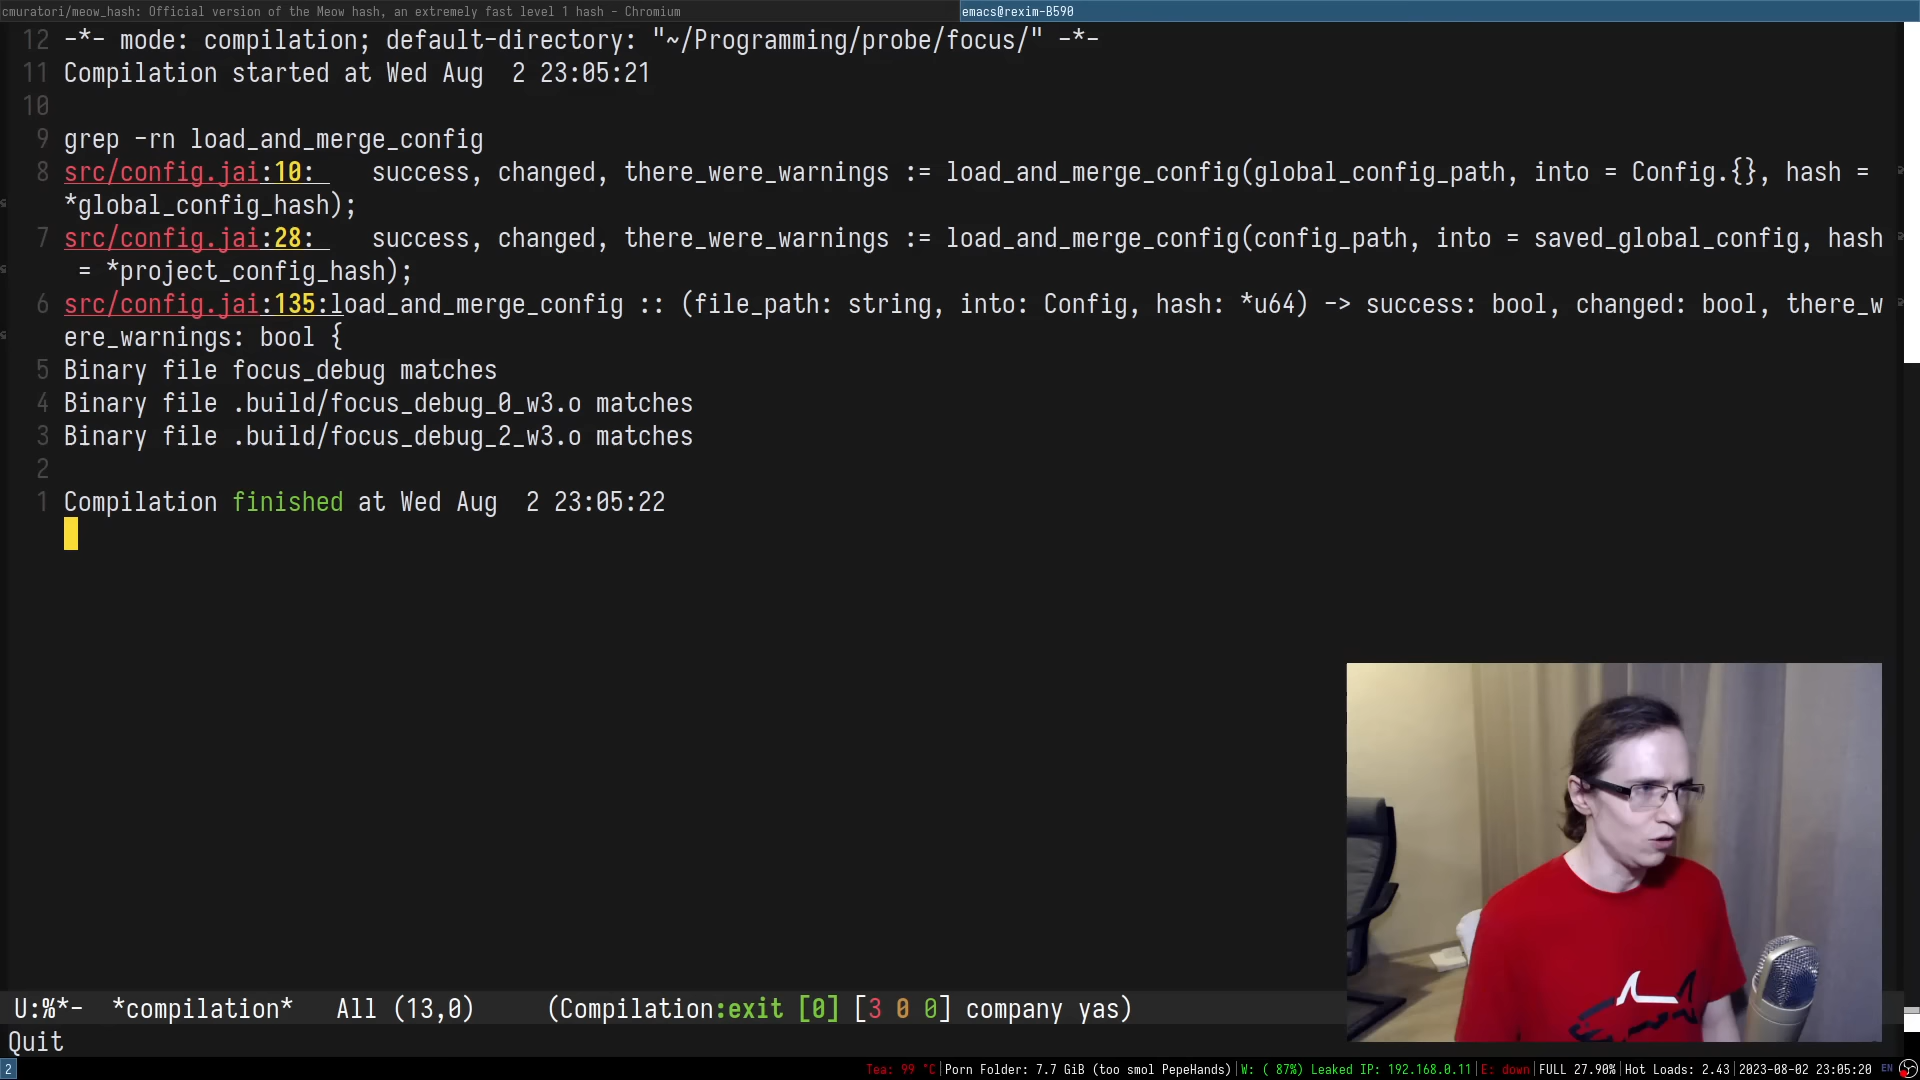 cmuratori/meow_hash: Official version of the Meow hash, an extremely fast level 1 hash - Chromium
emacs@rexim-B590
12 -*- mode: compilation; default-directory: "~/Programming/probe/focus/" -*-
11 Compilation started at Wed Aug  2 23:05:21
10
9 grep -rn load_and_merge_config
8 src/config.jai:10:    success, changed, there_were_warnings := load_and_merge_config(global_config_path, into = Config.{}, hash =
*global_config_hash);
7 src/config.jai:28:    success, changed, there_were_warnings := load_and_merge_config(config_path, into = saved_global_config, hash
= *project_config_hash);
6 src/config.jai:135:load_and_merge_config :: (file_path: string, into: Config, hash: *u64) -> success: bool, changed: bool, there_w
ere_warnings: bool {
5 Binary file focus_debug matches
4 Binary file .build/focus_debug_0_w3.o matches
3 Binary file .build/focus_debug_2_w3.o matches
2
1 Compilation finished at Wed Aug  2 23:05:22
U:%*-  *compilation*   All (13,0)     (Compilation:exit [0] [3 0 0] company yas)
Quit
2
Tea: 99 °C|Porn Folder: 7.7 GiB (too smol PepeHands)|W: ( 87%) Leaked IP: 192.168.0.11|E: down|FULL 27.90%|Hot Loads: 2.43|2023-08-02 23:05:20
EN